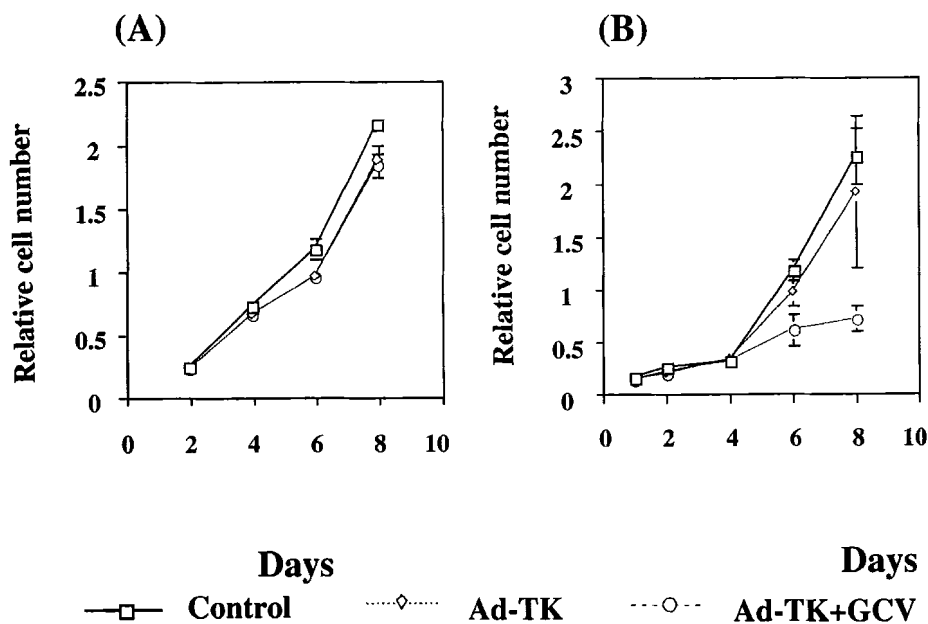 (A)
(B)
Relative cell number
2.5
2
1.5
1
0.5
0
0 2 4 6 8 10
Relative cell number
3
2.5
2
1.5
1
0.5
0
0 2 4 6 8 10
Days
Days
Control
Ad-TK
Ad-TK+GCV